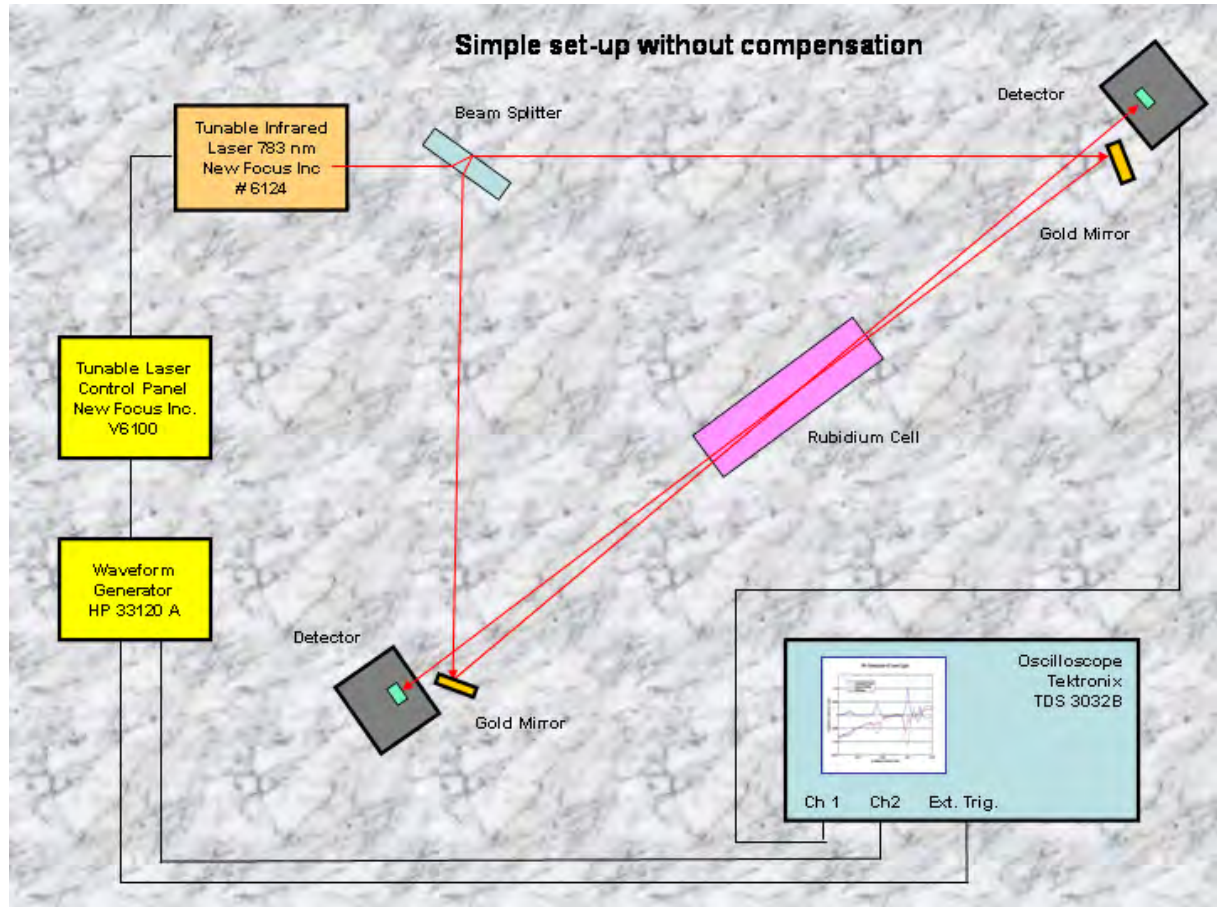 Simple set-up without compensation
Detector
Beam Splitter
Tunable Infrared
Laser 783 nm
New Focus Inc
# 6124
Gold Mirror
Tunable Laser
Control Panel
New Focus Inc.
V6100
Rubidium Cell
Waveform
Generator
HP 33120 A
Detector
Gold Mirror
Oscilloscope
Tektronix
TDS 3032B
Ch 1 Ch2 Ext. Trig.